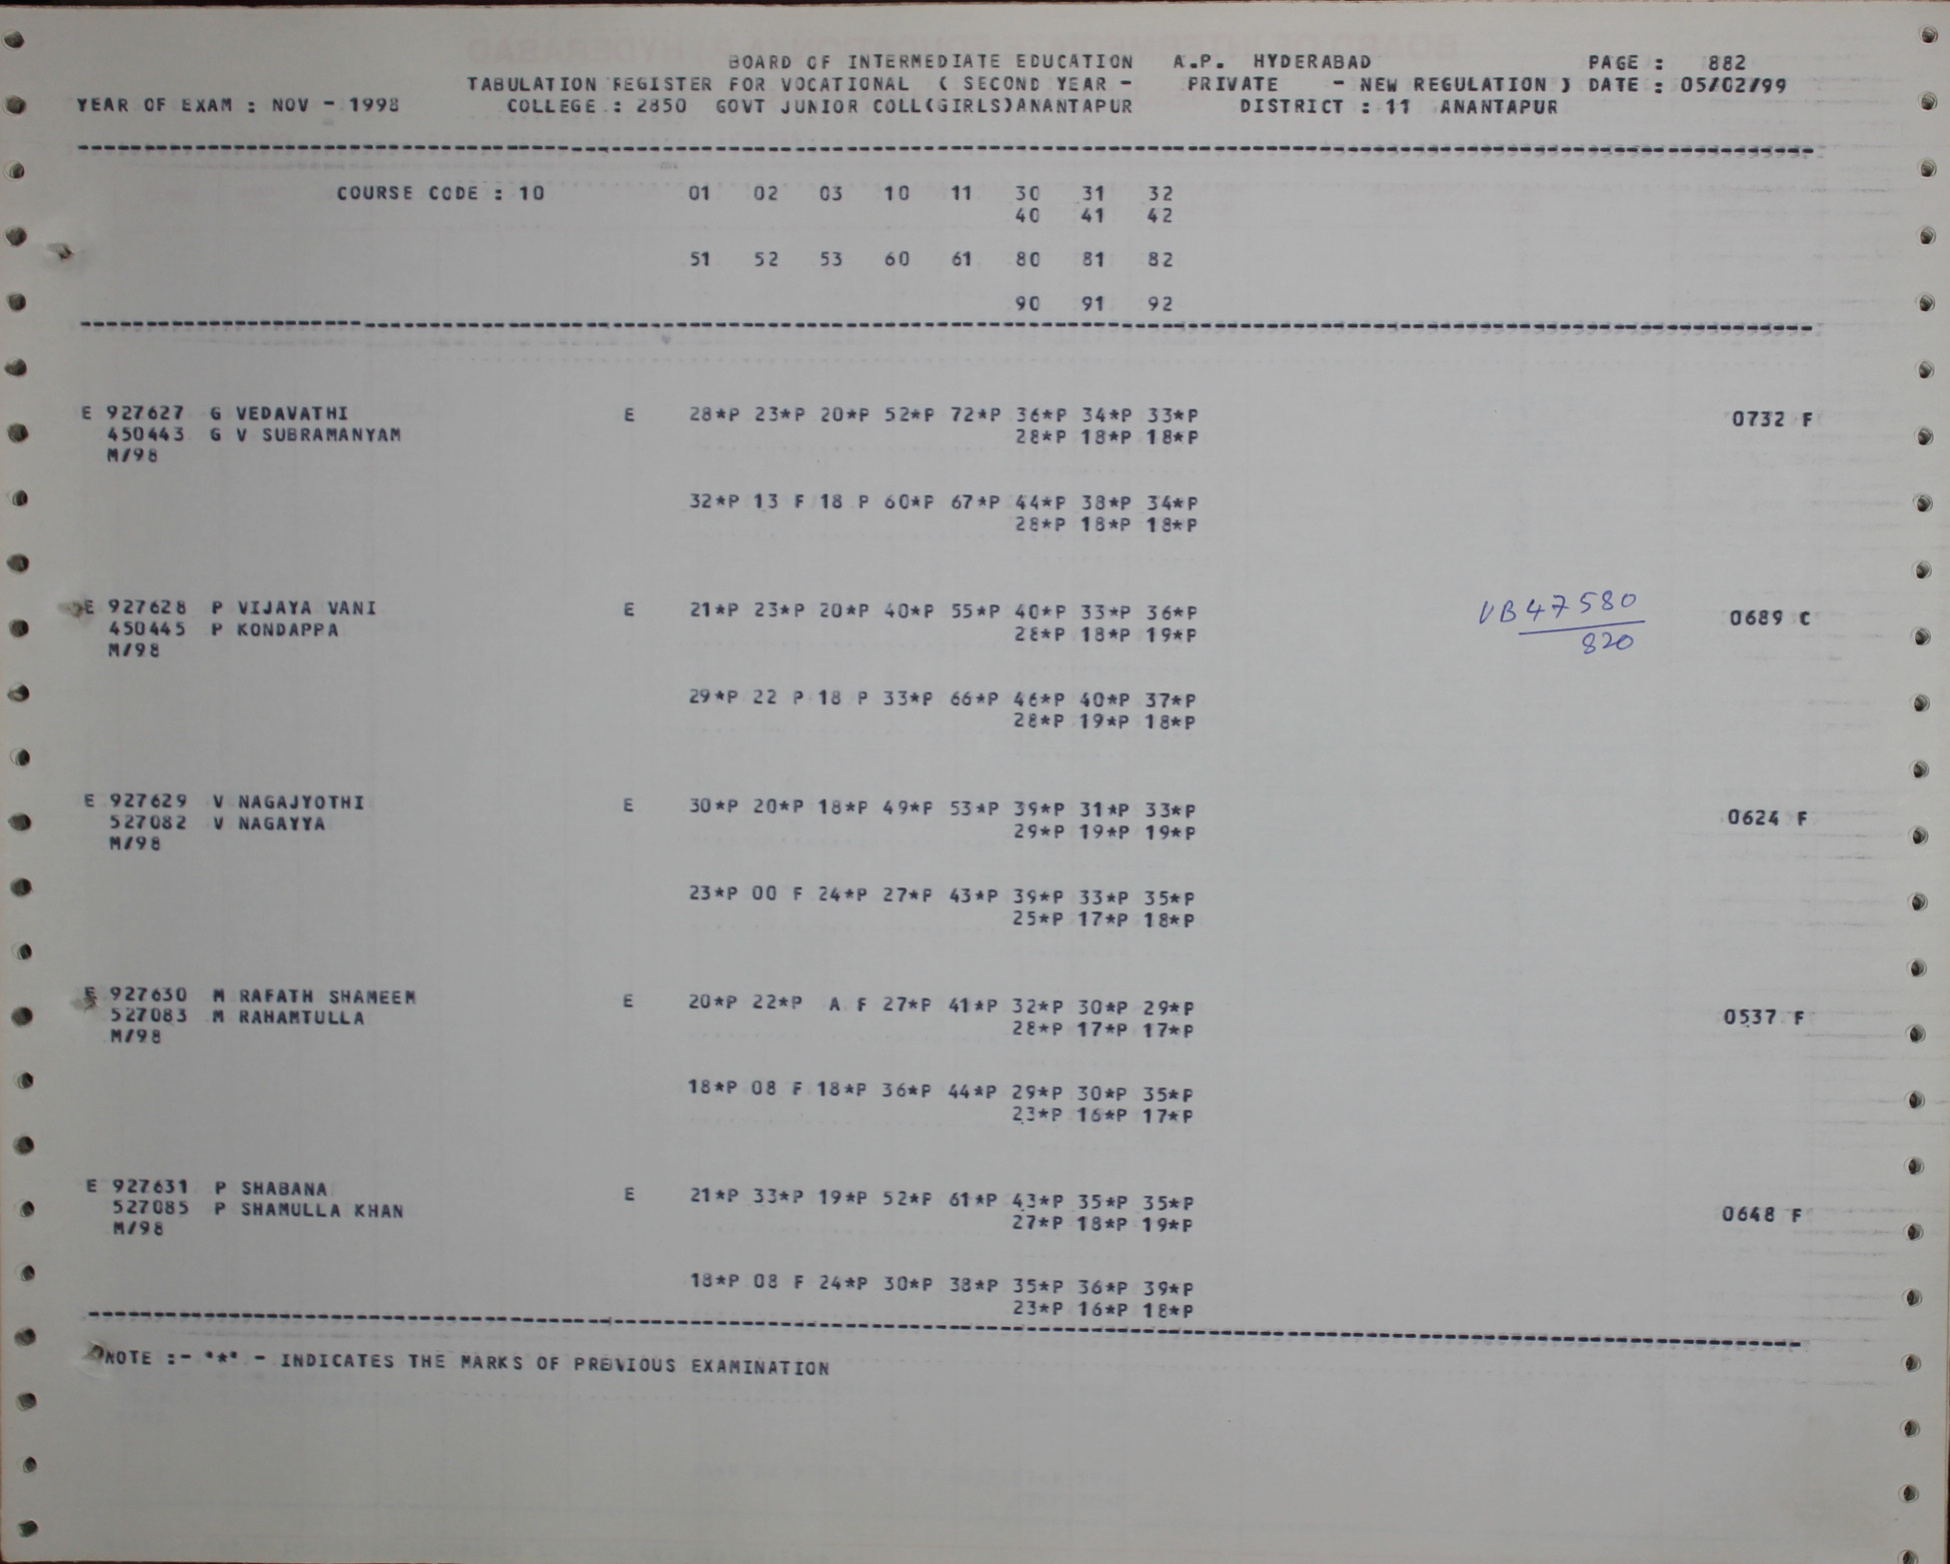 BOARD OF INTERMEDIATE EDUCATION A.P. HYDERABAD PAGE : 882
TABULATION REGISTER FOR VOCATIONAL ( SECOND YEAR - PRIVATE - NEW REGULATION ) DATE : 05/02/99
YEAR OF EXAM : NOV - 1998 COLLEGE : 2850 GOVT JUNIOR COLL(GIRLS)ANANTAPUR DISTRICT : 11 ANANTAPUR
COURSE CODE : 10 01 02 03 10 11 30 31 32
40 41 42
51 52 53 60 61 80 81 82
90 91 92
E 927627 G VEDAVATHI E 28*P 23*P 20*P 52*P 72*P 36*P 34*P 33*P 0732 F
450443 G V SUBRAMANYAM 28*P 18*P 18*P
M/98
32*P 13 F 18 P 60*P 67*P 44*P 38*P 34*P
28*P 18*P 18*P
E 927628 P VIJAYA VANI E 21*P 23*P 20*P 40*P 55*P 40*P 33*P 36*P VB47580 0689 C
450445 P KONDAPPA 28*P 18*P 19*P 820
M/98
29*P 22 P 18 P 33*P 66*P 46*P 40*P 37*P
28*P 19*P 18*P
E 927629 V NAGAJYOTHI E 30*P 20*P 18*P 49*P 53*P 39*P 31*P 33*P 0624 F
527082 V NAGAYYA 29*P 19*P 19*P
M/98
23*P 00 F 24*P 27*P 43*P 39*P 33*P 35*P
25*P 17*P 18*P
E 927630 M RAFATH SHAMEEM E 20*P 22*P A F 27*P 41*P 32*P 30*P 29*P 0537 F
527083 M RAHAMTULLA 28*P 17*P 17*P
M/98
18*P 08 F 18*P 36*P 44*P 29*P 30*P 35*P
23*P 16*P 17*P
E 927631 P SHABANA E 21*P 33*P 19*P 52*P 61*P 43*P 35*P 35*P 0648 F
527085 P SHAMULLA KHAN 27*P 18*P 19*P
M/98
18*P 08 F 24*P 30*P 38*P 35*P 36*P 39*P
23*P 16*P 18*P
NOTE :- "*" - INDICATES THE MARKS OF PREVIOUS EXAMINATION